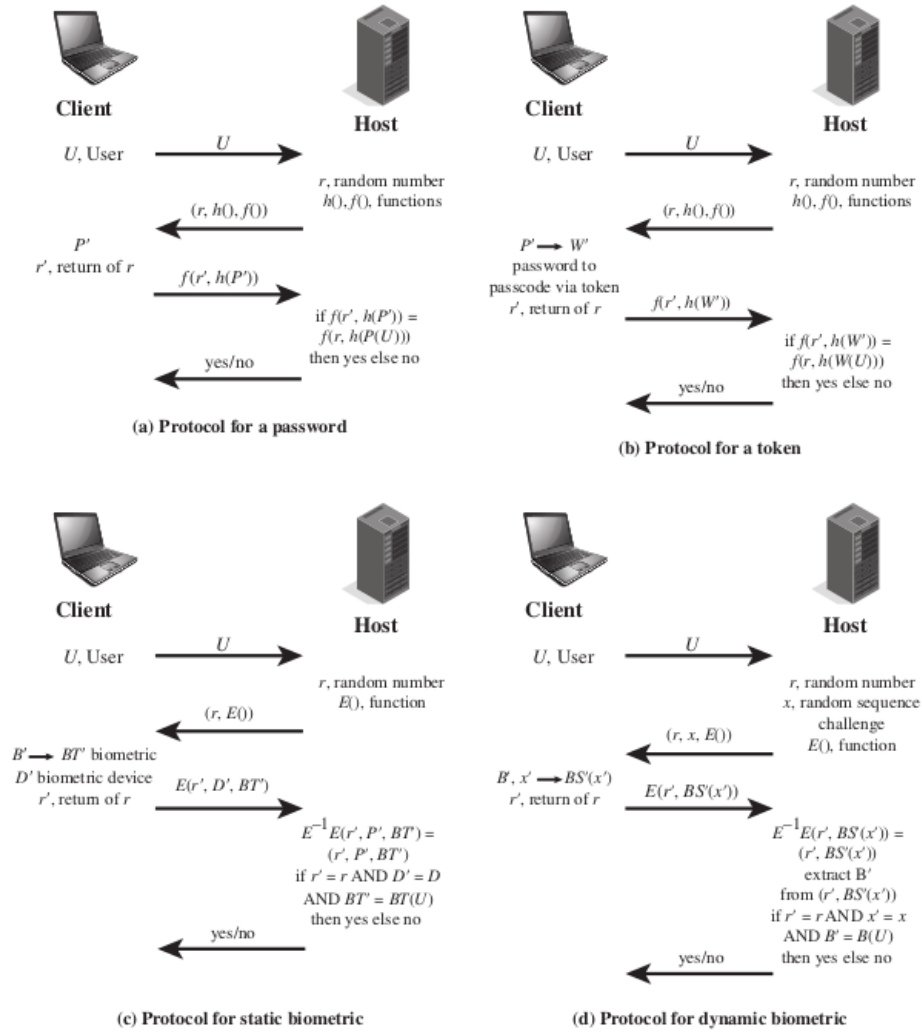 Client
Host
U, User
U
r, random number
h(), f(), functions
(r, h(), f())
P'
r', return of r
f(r', h(P'))
if f(r', h(P')) =
f(r, h(P(U)))
then yes else no
yes/no
(a) Protocol for a password
Client
Host
U, User
U
r, random number
h(), f(), functions
(r, h(), f())
P' → W'
password to
passcode via token
r', return of r
f(r', h(W'))
if f(r', h(W')) =
f(r, h(W(U)))
then yes else no
yes/no
(b) Protocol for a token
Client
Host
U, User
U
r, random number
E(), function
(r, E())
B' → BT' biometric
D' biometric device
r', return of r
E(r', D', BT')
E⁻¹E(r', P', BT') =
(r', P', BT')
if r' = r AND D' = D
AND BT' = BT(U)
then yes else no
yes/no
(c) Protocol for static biometric
Client
Host
U, User
U
r, random number
x, random sequence
challenge
E(), function
(r, x, E())
B', x' → BS'(x')
r', return of r
E(r', BS'(x'))
E⁻¹E(r', BS'(x')) =
(r', BS'(x'))
extract B'
from (r', BS'(x'))
if r' = r AND x' = x
AND B' = B(U)
then yes else no
yes/no
(d) Protocol for dynamic biometric